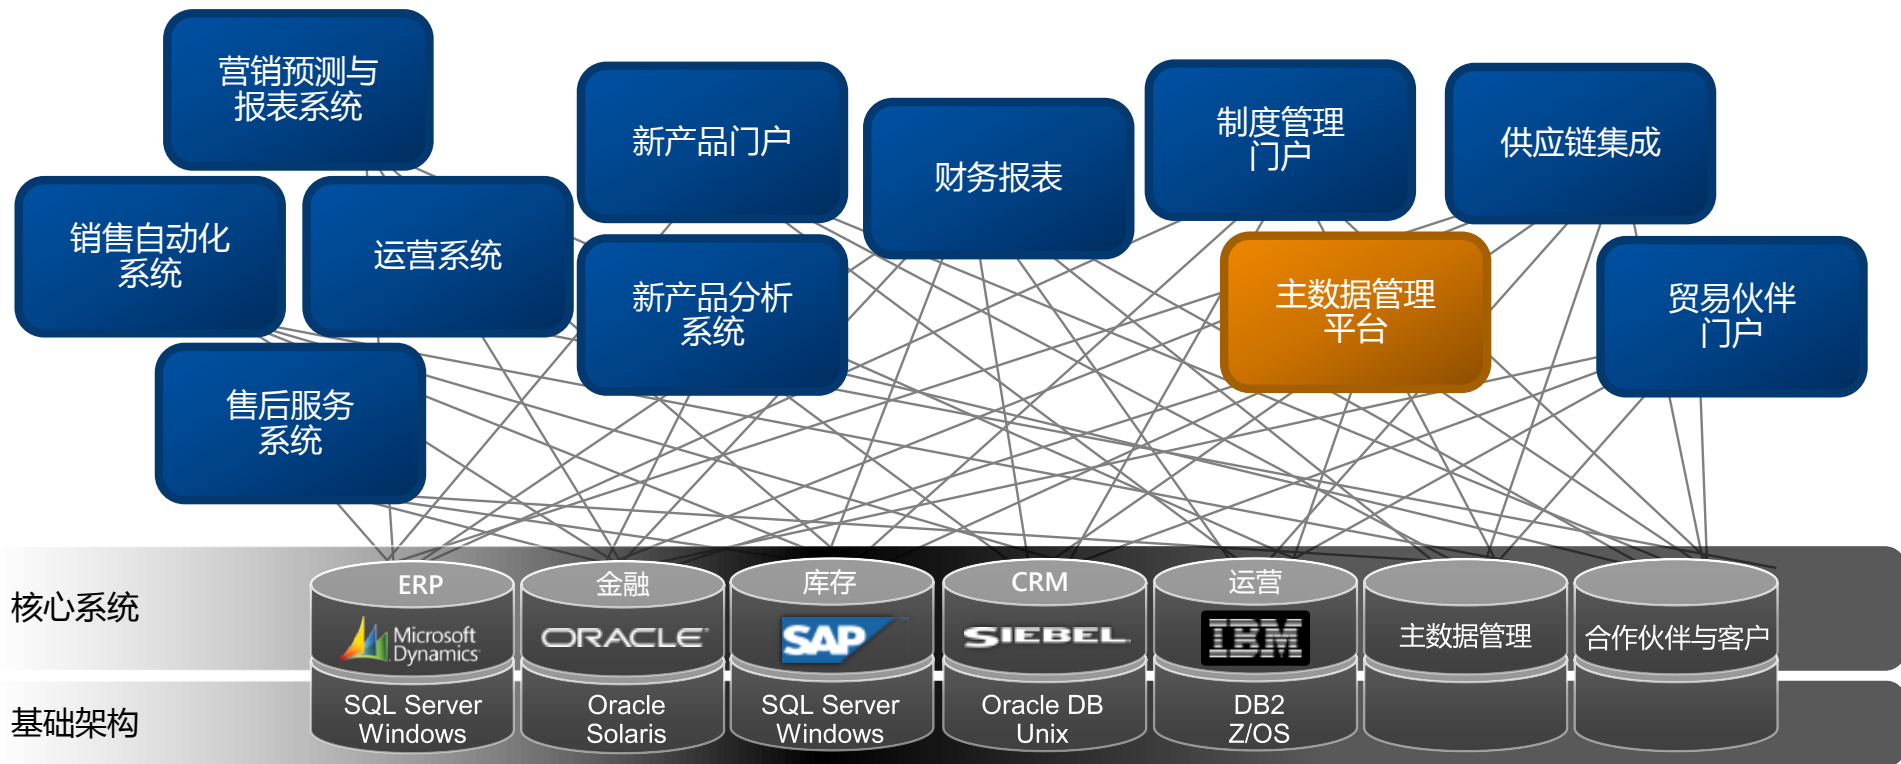 营销预测与
报表系统
新产品门户
财务报表
制度管理
门户
供应链集成
销售自动化
系统
运营系统
新产品分析
系统
主数据管理
平台
贸易伙伴
门户
售后服务
系统
核心系统
ERP
金融
库存
CRM
运营
Microsoft
Dynamics
ORACLE
SAP
SIEBEL
IBM
主数据管理
合作伙伴与客户
基础架构
SQL Server
Windows
Oracle
Solaris
SQL Server
Windows
Oracle DB
Unix
DB2
Z/OS